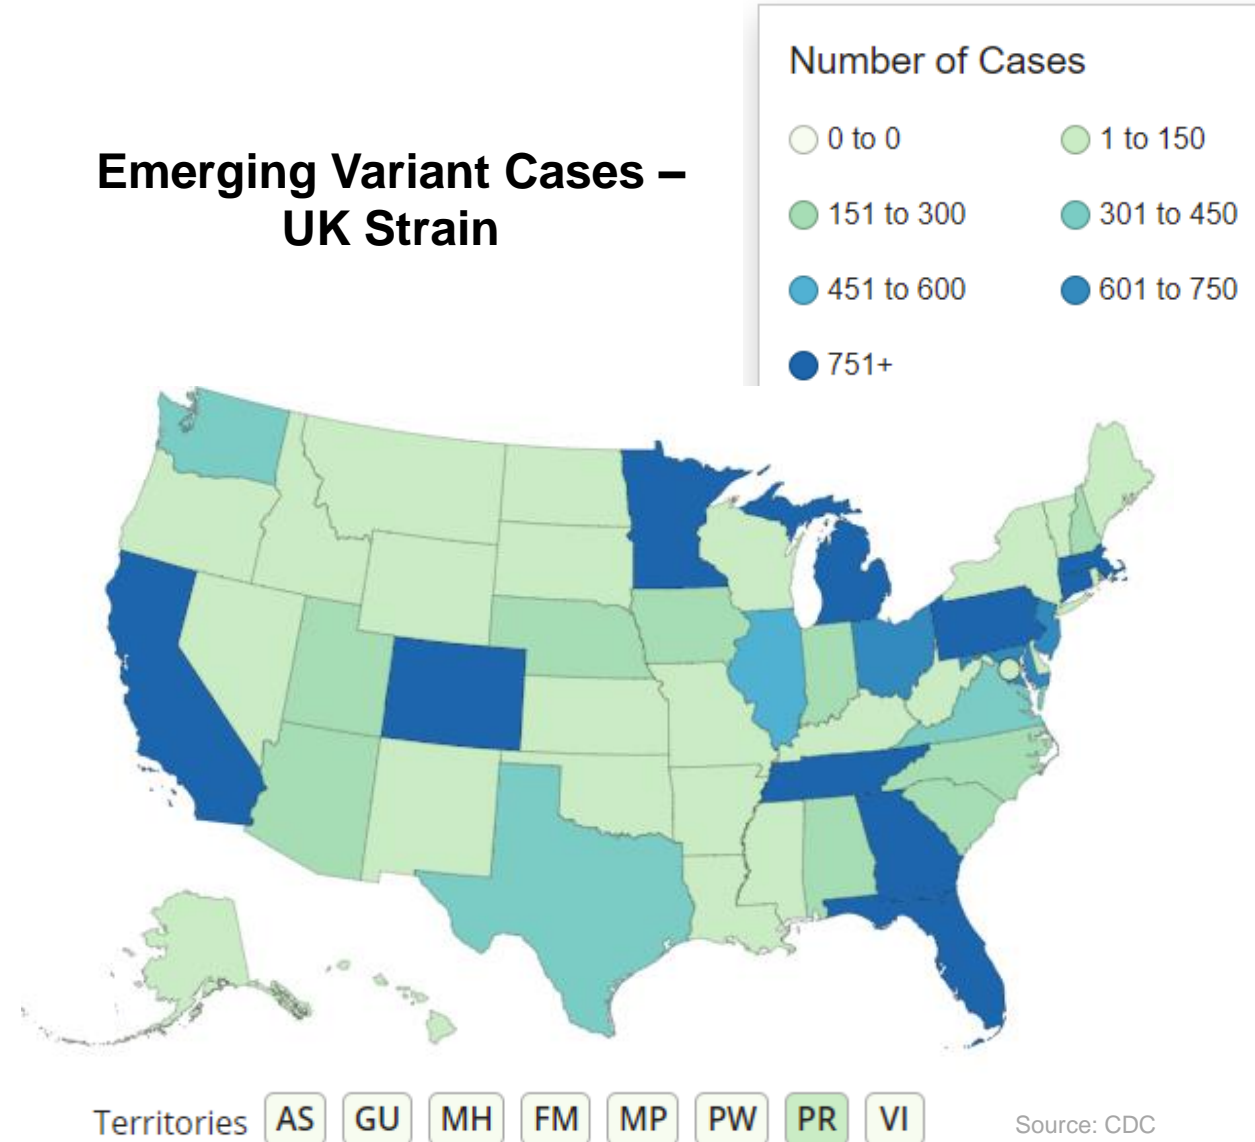 Number of Cases
0 to 0
1 to 150
Emerging Variant Cases –
UK Strain
151 to 300
301 to 450
451 to 600
601 to 750
751+
Territories AS GU MH FM MP PW PR VI
Source: CDC